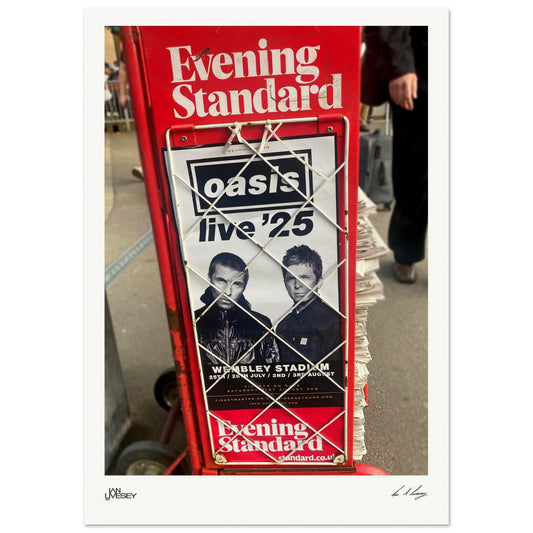 Evening
Standard
oasis
live '25
WEMBLEY STADIUM
25TH / 26TH JULY / 2ND / 3RD AUGUST
Evening
Standard
standard.co.uk
IAN
LIVESEY